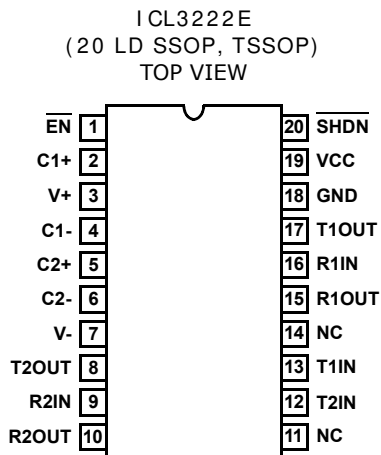 ICL3222E
(20 LD SSOP, TSSOP)
TOP VIEW
EN 1 20 SHDN
C1+ 2 19 VCC
V+ 3 18 GND
C1- 4 17 T1OUT
C2+ 5 16 R1IN
C2- 6 15 R1OUT
V- 7 14 NC
T2OUT 8 13 T1IN
R2IN 9 12 T2IN
R2OUT 10 11 NC